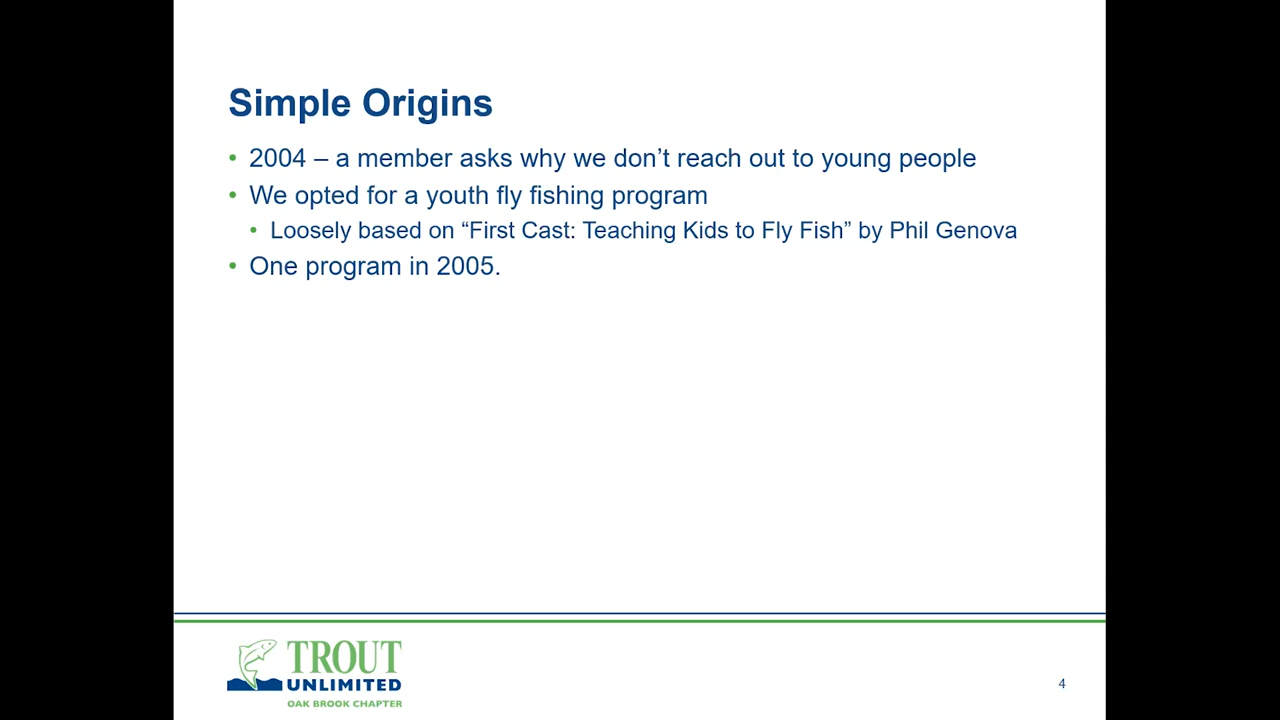 Simple Origins
• 2004 – a member asks why we don’t reach out to young people
• We opted for a youth fly fishing program
• Loosely based on “First Cast: Teaching Kids to Fly Fish” by Phil Genova
• One program in 2005.
TROUT
UNLIMITED
OAK BROOK CHAPTER
4